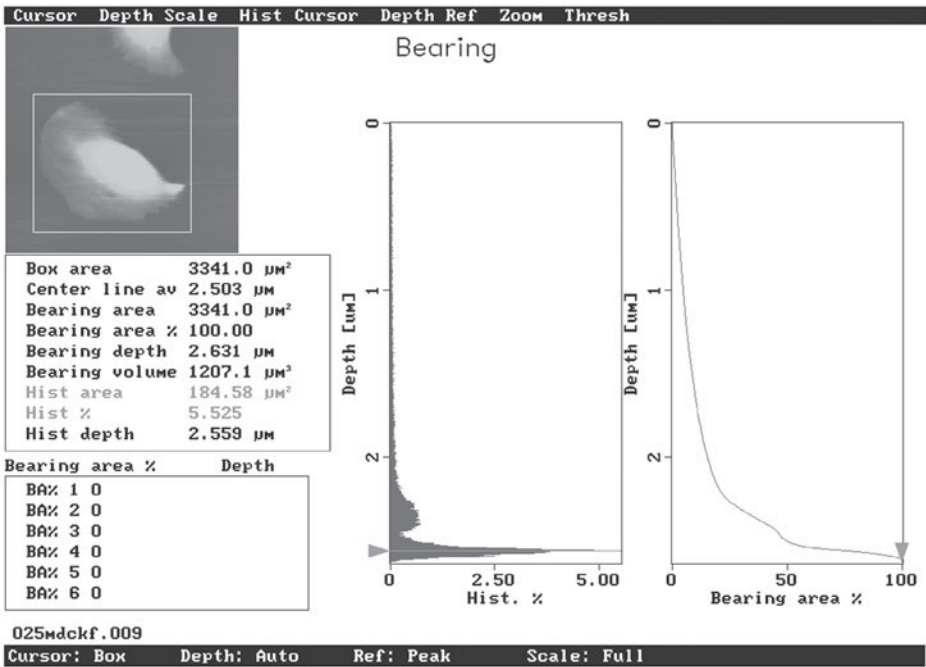 Cursor Depth Scale Hist Cursor Depth Ref Zoom Thresh
Bearing
Box area 3341.0 µm²
Center line av 2.503 µm
Bearing area 3341.0 µm²
Bearing area % 100.00
Bearing depth 2.631 µm
Bearing volume 1207.1 µm³
Hist area 184.58 µm²
Hist % 5.525
Hist depth 2.559 µm
Bearing area % Depth
BA% 1 0
BA% 2 0
BA% 3 0
BA% 4 0
BA% 5 0
BA% 6 0
0
1
2
Depth [uM]
0 2.50 5.00
Hist. %
0
1
2
Depth [uM]
0 50 100
Bearing area %
025mdckf.009
Cursor: Box Depth: Auto Ref: Peak Scale: Full